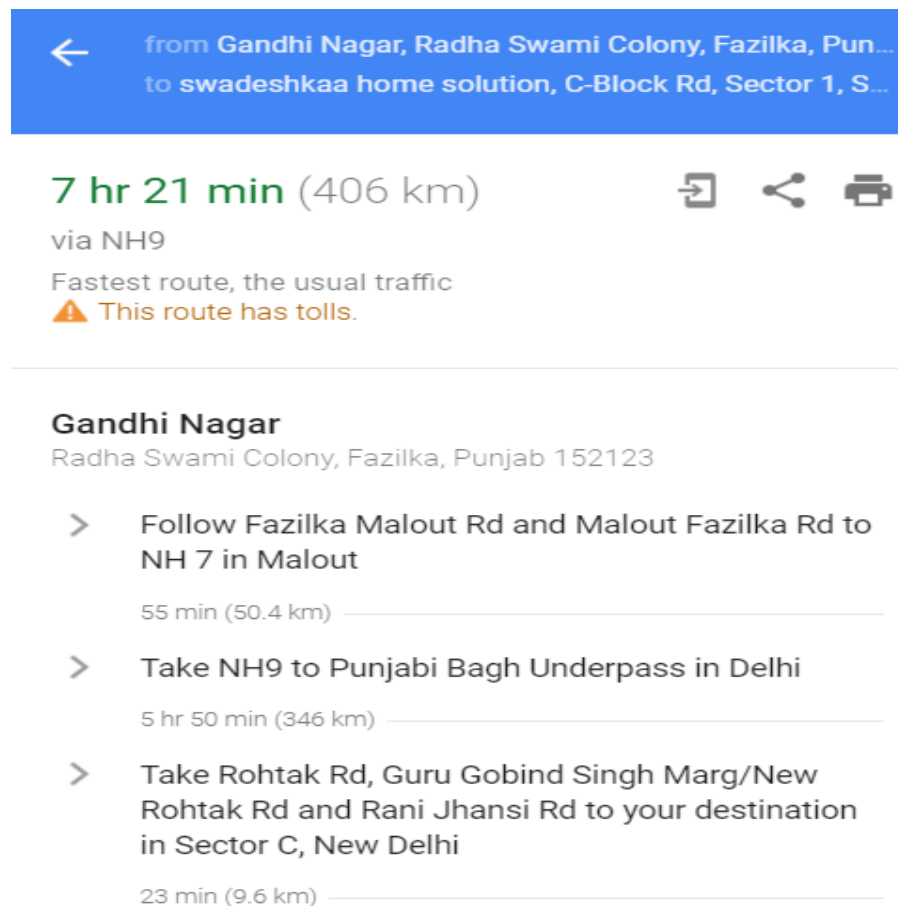 from Gandhi Nagar, Radha Swami Colony, Fazilka, Pun...
to swadeshkaa home solution, C-Block Rd, Sector 1, S...
7 hr 21 min (406 km)
via NH9
Fastest route, the usual traffic
This route has tolls.
Gandhi Nagar
Radha Swami Colony, Fazilka, Punjab 152123
Follow Fazilka Malout Rd and Malout Fazilka Rd to
NH 7 in Malout
55 min (50.4 km)
Take NH9 to Punjabi Bagh Underpass in Delhi
5 hr 50 min (346 km)
Take Rohtak Rd, Guru Gobind Singh Marg/New
Rohtak Rd and Rani Jhansi Rd to your destination
in Sector C, New Delhi
23 min (9.6 km)